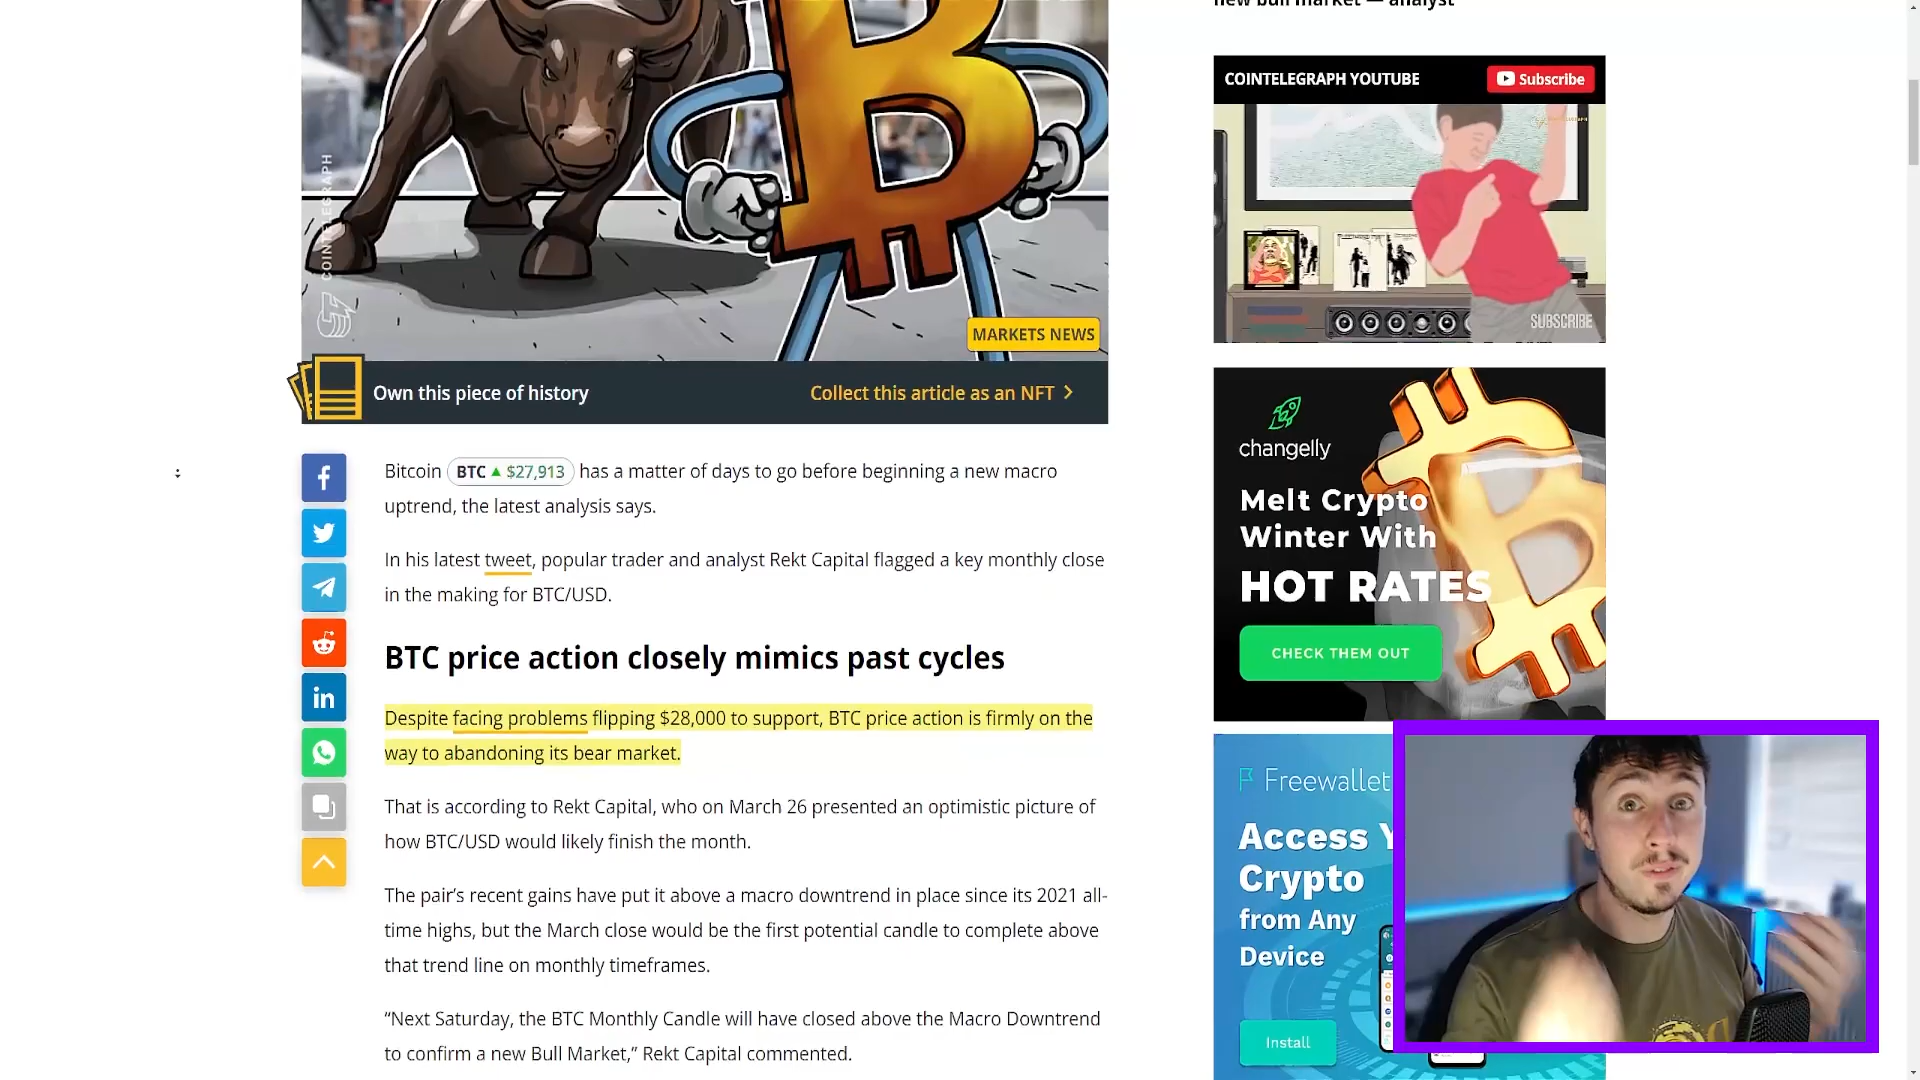 new bull market — analyst
COINTELEGRAPH YOUTUBE
Subscribe
SUBSCRIBE
COINTELEGRAPH
MARKETS NEWS
Own this piece of history
Collect this article as an NFT
Bitcoin BTC $27,913 has a matter of days to go before beginning a new macro
uptrend, the latest analysis says.
In his latest tweet, popular trader and analyst Rekt Capital flagged a key monthly close
in the making for BTC/USD.
BTC price action closely mimics past cycles
Despite facing problems flipping $28,000 to support, BTC price action is firmly on the
way to abandoning its bear market.
That is according to Rekt Capital, who on March 26 presented an optimistic picture of
how BTC/USD would likely finish the month.
The pair’s recent gains have put it above a macro downtrend in place since its 2021 all-
time highs, but the March close would be the first potential candle to complete above
that trend line on monthly timeframes.
“Next Saturday, the BTC Monthly Candle will have closed above the Macro Downtrend
to confirm a new Bull Market,” Rekt Capital commented.
changelly
Melt Crypto
Winter With
HOT RATES
CHECK THEM OUT
Freewallet
Access Y
Crypto
from Any
Device
Install